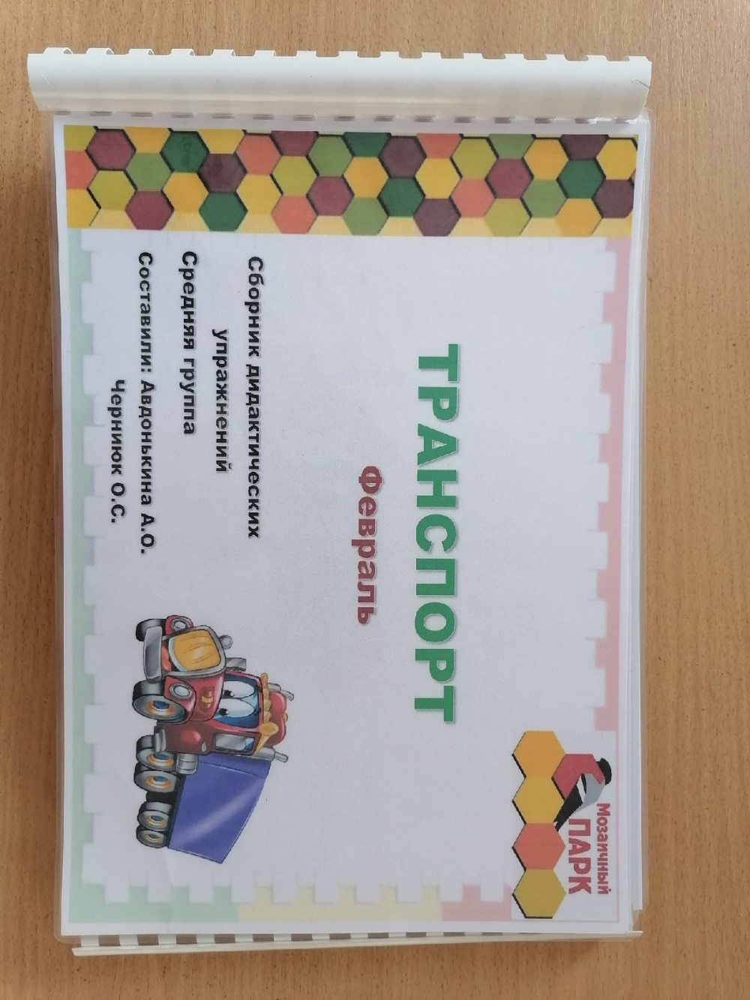 Мозаичный
ПАРК
ТРАНСПОРТ
Февраль
Сборник дидактических
упражнений
Средняя группа
Составили: Авдонькина А.О.
Черниюк О.С.